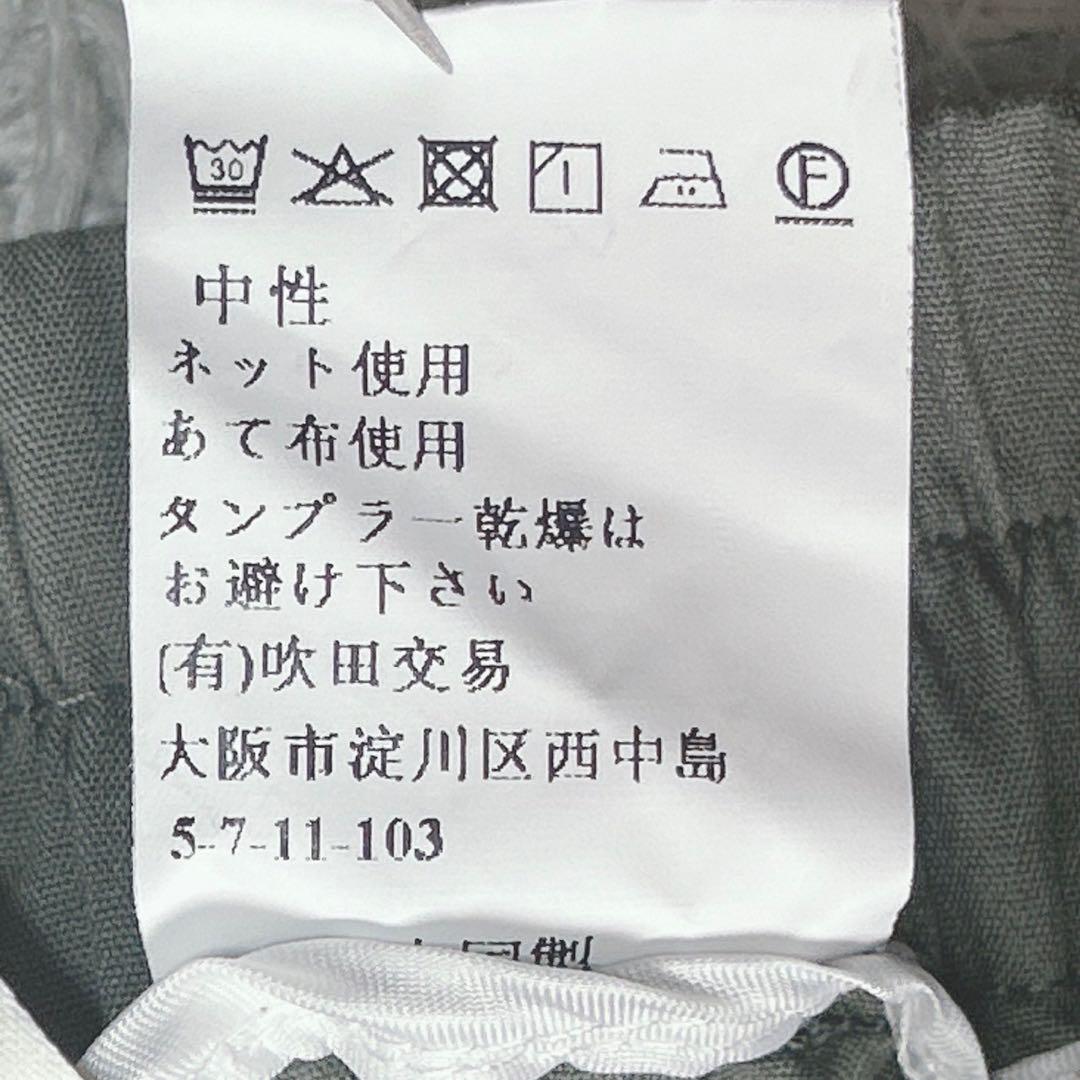 30
F
中性
ネット使用
あて布使用
タンブラー乾燥は
お避け下さい
(有)吹田交易
大阪市淀川区西中島
5-7-11-103